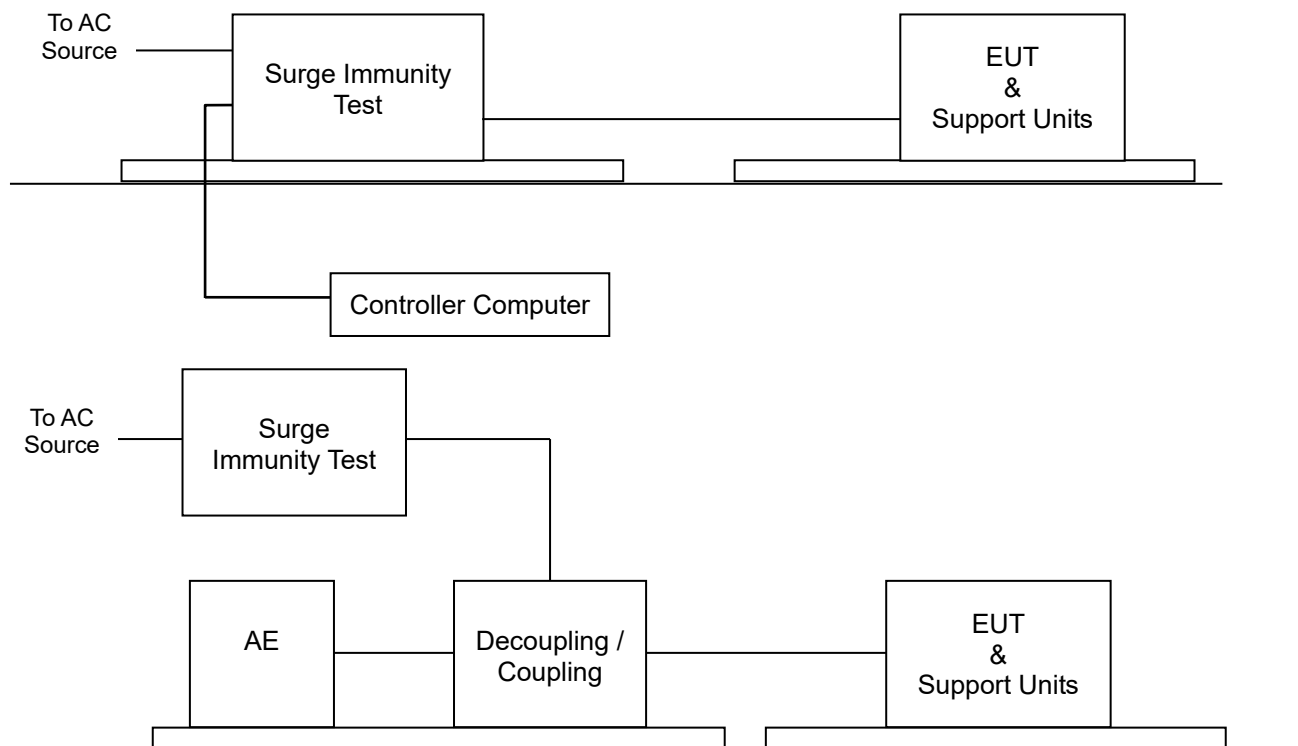 To AC
Source
Surge Immunity
Test
EUT
&
Support Units
Controller Computer
To AC
Source
Surge
Immunity Test
AE
Decoupling /
Coupling
EUT
&
Support Units